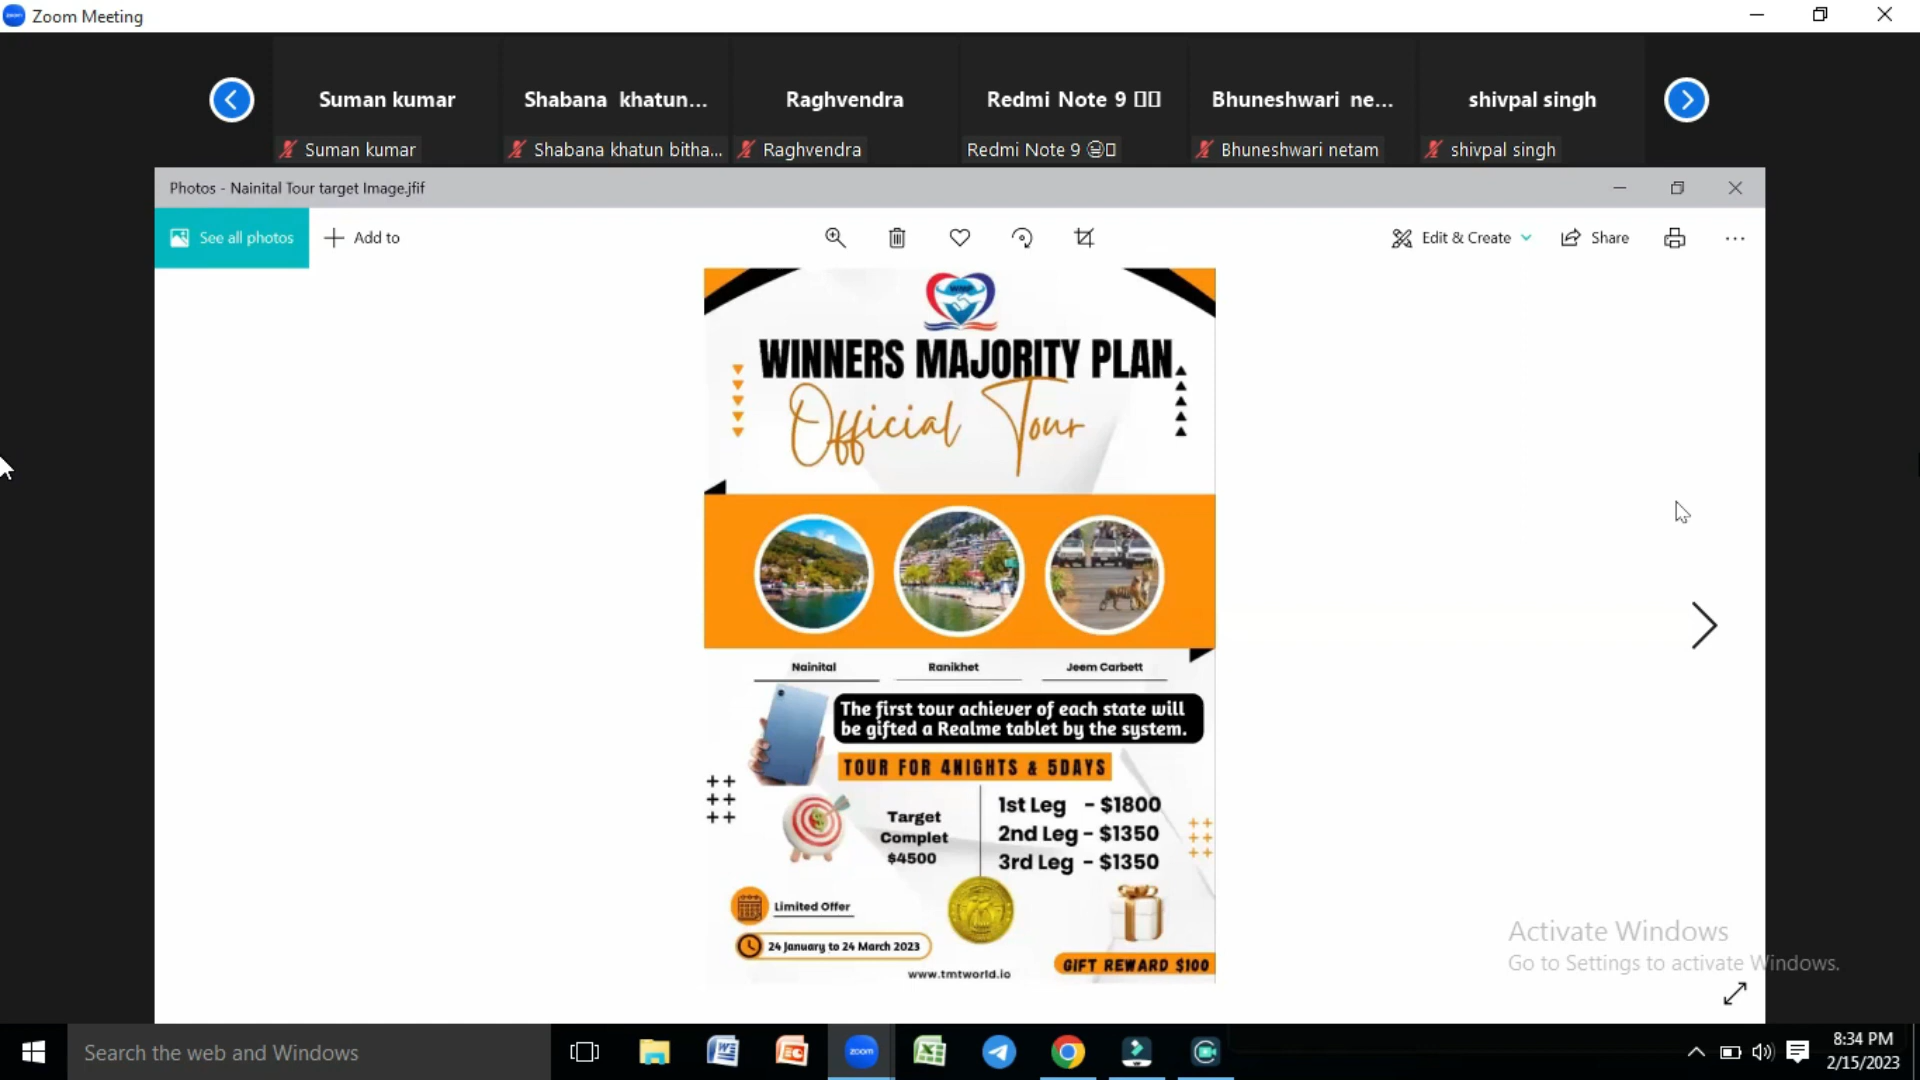 Zoom Meeting
Suman kumar
Shabana khatun...
Raghvendra
Redmi Note 9
Bhuneshwari ne...
shivpal singh
Suman kumar
Shabana khatun bitha...
Raghvendra
Redmi Note 9
Bhuneshwari netam
shivpal singh
Photos - Nainital Tour target Image.jfif
See all photos
Add to
Edit & Create
Share
WMP
WINNERS MAJORITY PLAN
Official Tour
Nainital
Ranikhet
Jeem Carbett
The first tour achiever of each state will
be gifted a Realme tablet by the system.
TOUR FOR 4NIGHTS & 5DAYS
Target
Complet
$4500
1st Leg - $1800
2nd Leg - $1350
3rd Leg - $1350
Limited Offer
24 January to 24 March 2023
www.tmtworld.io
GIFT REWARD $100
Activate Windows
Go to Settings to activate Windows.
Search the web and Windows
zoom
8:34 PM
2/15/2023